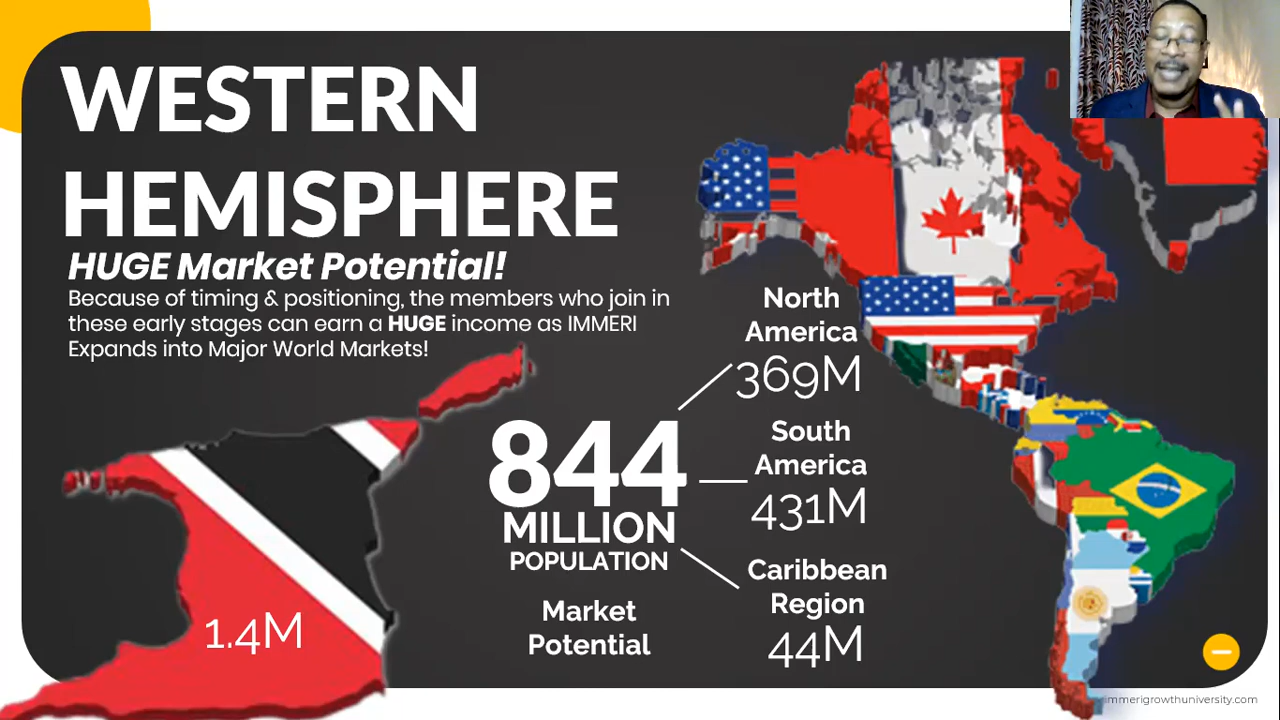 WESTERN
HEMISPHERE
HUGE Market Potential!
Because of timing & positioning, the members who join in
these early stages can earn a HUGE income as IMMERI
Expands into Major World Markets!
North
America
369M
844
MILLION
POPULATION
South
America
431M
Caribbean
Region
44M
Market
Potential
1.4M
immerigrowthuniversity.com